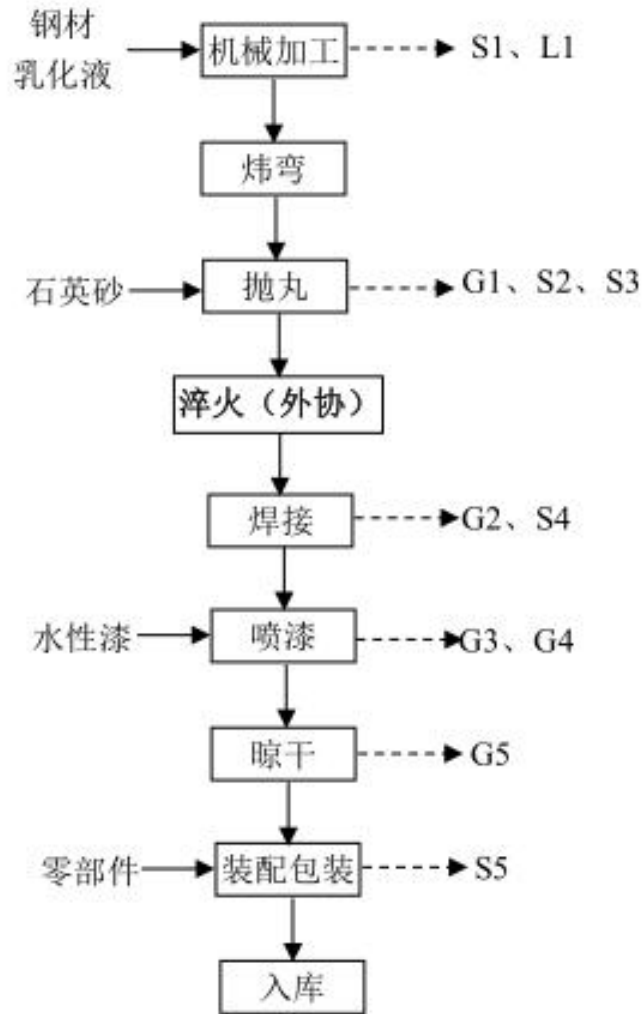 钢材
乳化液
机械加工
S1、L1
炜弯
石英砂
抛丸
G1、S2、S3
淬火（外协）
焊接
G2、S4
水性漆
喷漆
G3、G4
晾干
G5
零部件
装配包装
S5
入库